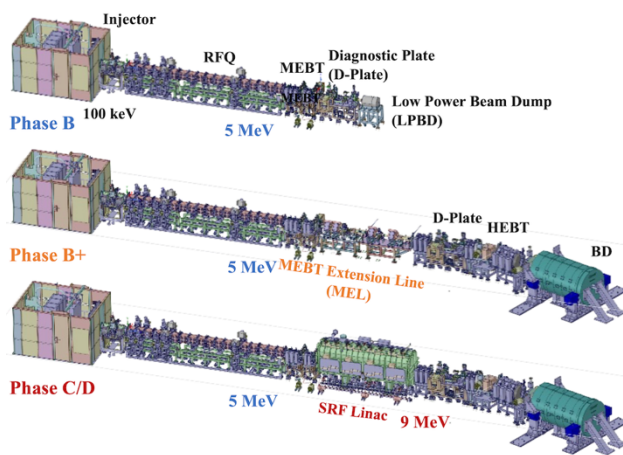 Injector
RFQ
MEBT
Diagnostic Plate
(D-Plate)
MEBT
Low Power Beam Dump
(LPBD)
100 keV
Phase B
5 MeV
D-Plate
HEBT
BD
Phase B+
5 MeV
MEBT Extension Line
(MEL)
Phase C/D
5 MeV
SRF Linac
9 MeV